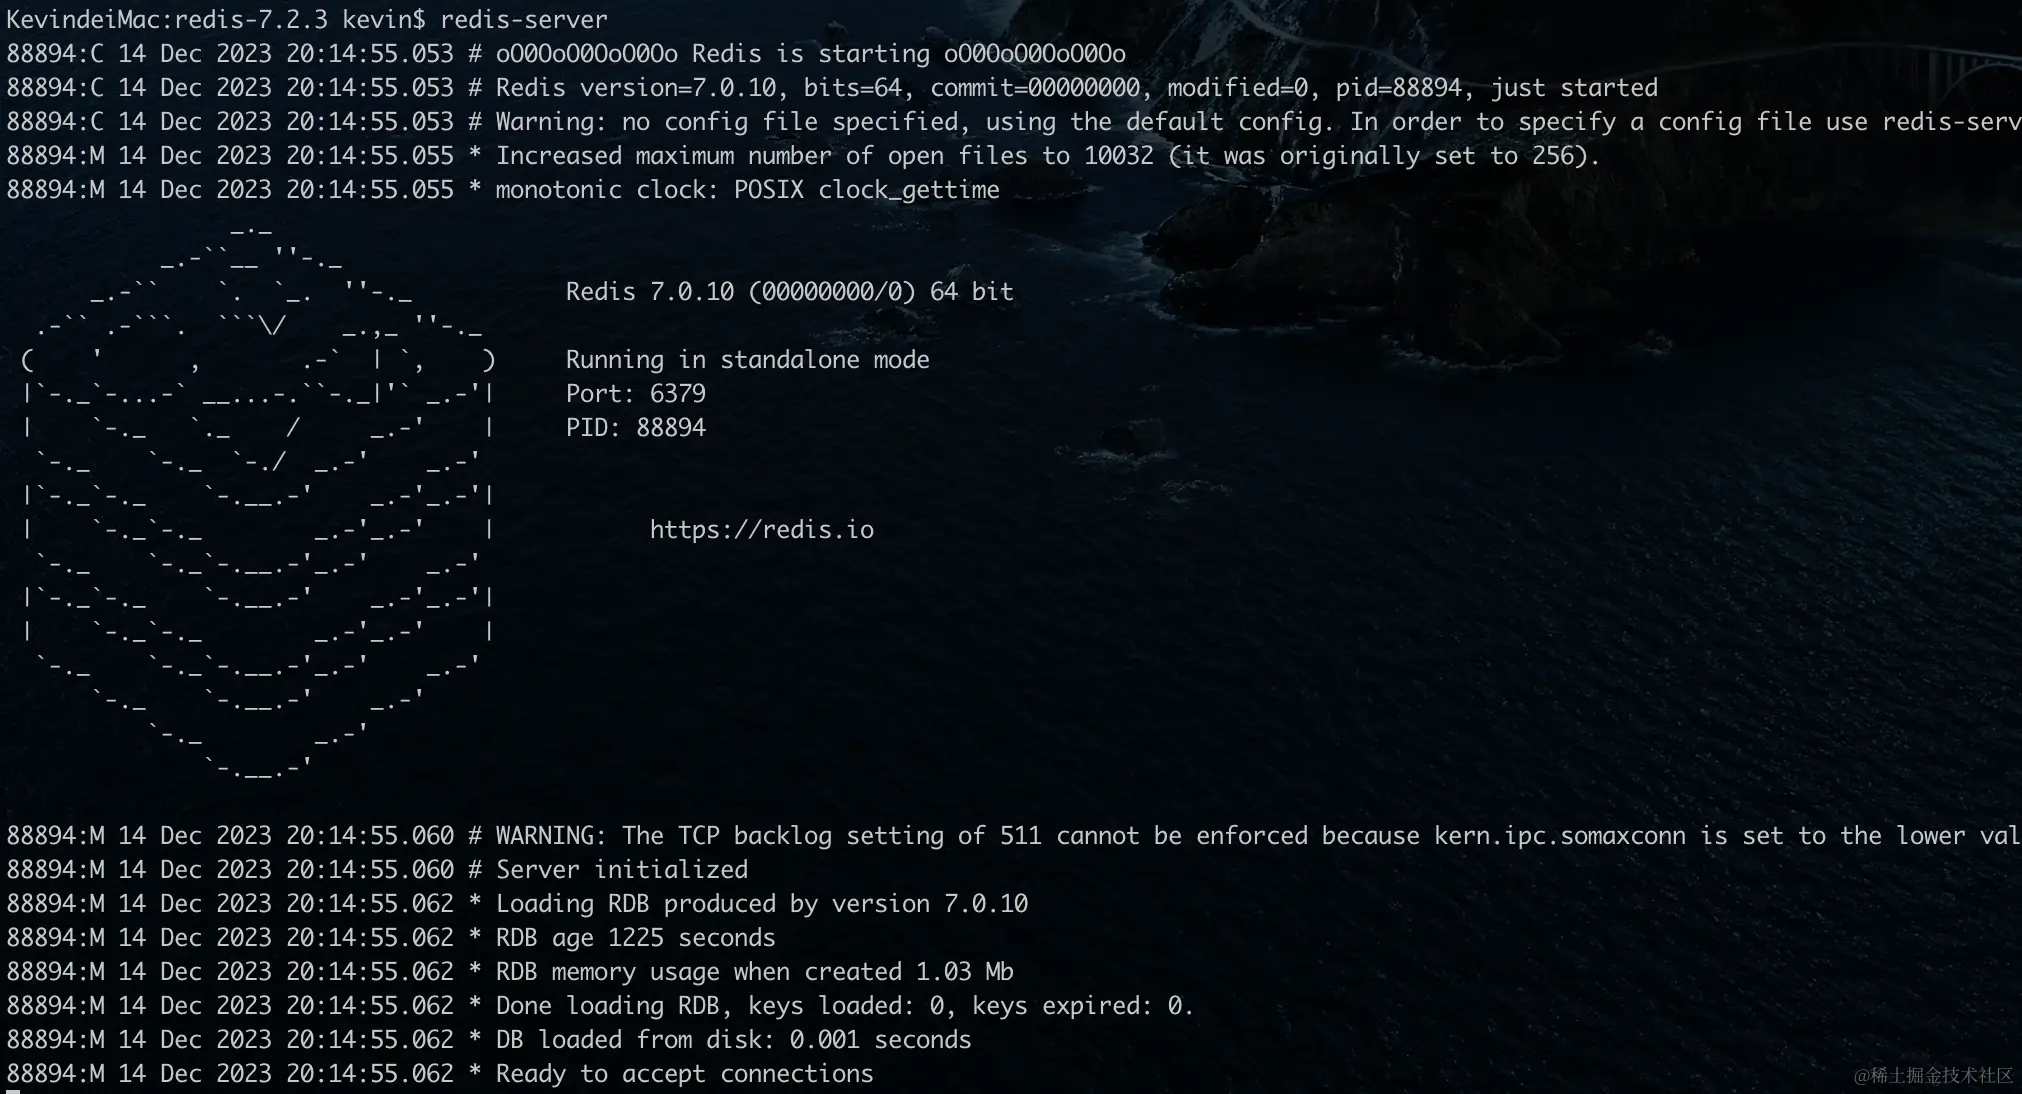 KevindeiMac:redis-7.2.3 kevin$ redis-server
88894:C 14 Dec 2023 20:14:55.053 # oO0OoO0OoO0Oo Redis is starting oO0OoO0OoO0Oo
88894:C 14 Dec 2023 20:14:55.053 # Redis version=7.0.10, bits=64, commit=00000000, modified=0, pid=88894, just started
88894:C 14 Dec 2023 20:14:55.053 # Warning: no config file specified, using the default config. In order to specify a config file use redis-serv
88894:M 14 Dec 2023 20:14:55.055 * Increased maximum number of open files to 10032 (it was originally set to 256).
88894:M 14 Dec 2023 20:14:55.055 * monotonic clock: POSIX clock_gettime
Redis 7.0.10 (00000000/0) 64 bit
Running in standalone mode
Port: 6379
PID: 88894
https://redis.io
88894:M 14 Dec 2023 20:14:55.060 # WARNING: The TCP backlog setting of 511 cannot be enforced because kern.ipc.somaxconn is set to the lower val
88894:M 14 Dec 2023 20:14:55.060 # Server initialized
88894:M 14 Dec 2023 20:14:55.062 * Loading RDB produced by version 7.0.10
88894:M 14 Dec 2023 20:14:55.062 * RDB age 1225 seconds
88894:M 14 Dec 2023 20:14:55.062 * RDB memory usage when created 1.03 Mb
88894:M 14 Dec 2023 20:14:55.062 * Done loading RDB, keys loaded: 0, keys expired: 0.
88894:M 14 Dec 2023 20:14:55.062 * DB loaded from disk: 0.001 seconds
88894:M 14 Dec 2023 20:14:55.062 * Ready to accept connections
@稀土掘金技术社区